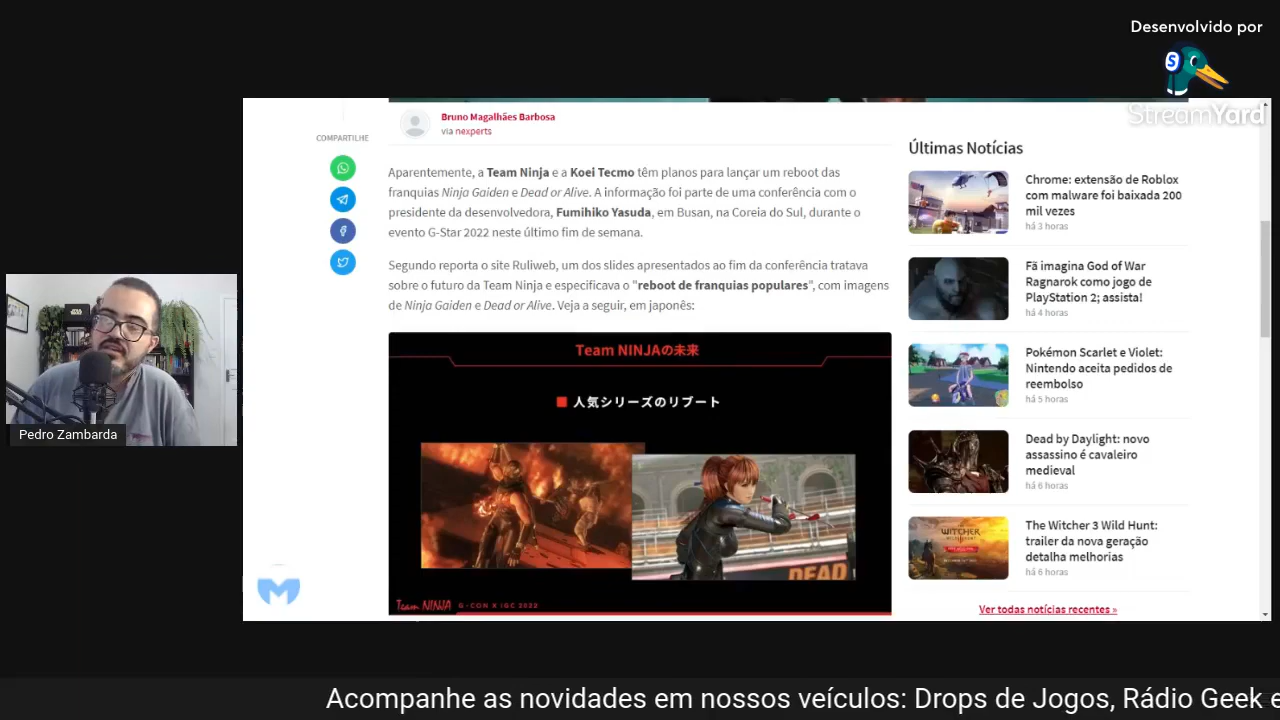 Desenvolvido por
StreamYard
Bruno Magalhães Barbosa
via nexperts
COMPARTILHE
Aparentemente, a Team Ninja e a Koei Tecmo têm planos para lançar um reboot das
franquias Ninja Gaiden e Dead or Alive. A informação foi parte de uma conferência com o
presidente da desenvolvedora, Fumihiko Yasuda, em Busan, na Coreia do Sul, durante o
evento G-Star 2022 neste último fim de semana.
Segundo reporta o site Ruliweb, um dos slides apresentados ao fim da conferência tratava
sobre o futuro da Team Ninja e especificava o "reboot de franquias populares", com imagens
de Ninja Gaiden e Dead or Alive. Veja a seguir, em japonês:
Team NINJAの未来
人気シリーズのリブート
DEAD
Team NINJA G-CON X IGC 2022
Últimas Notícias
Chrome: extensão de Roblox
com malware foi baixada 200
mil vezes
há 3 horas
Fã imagina God of War
Ragnarok como jogo de
PlayStation 2; assista!
há 4 horas
Pokémon Scarlet e Violet:
Nintendo aceita pedidos de
reembolso
há 5 horas
Dead by Daylight: novo
assassino é cavaleiro
medieval
há 6 horas
WITCHER
The Witcher 3 Wild Hunt:
trailer da nova geração
detalha melhorias
há 6 horas
Ver todas notícias recentes »
Pedro Zambarda
Acompanhe as novidades em nossos veículos: Drops de Jogos, Rádio Geek e